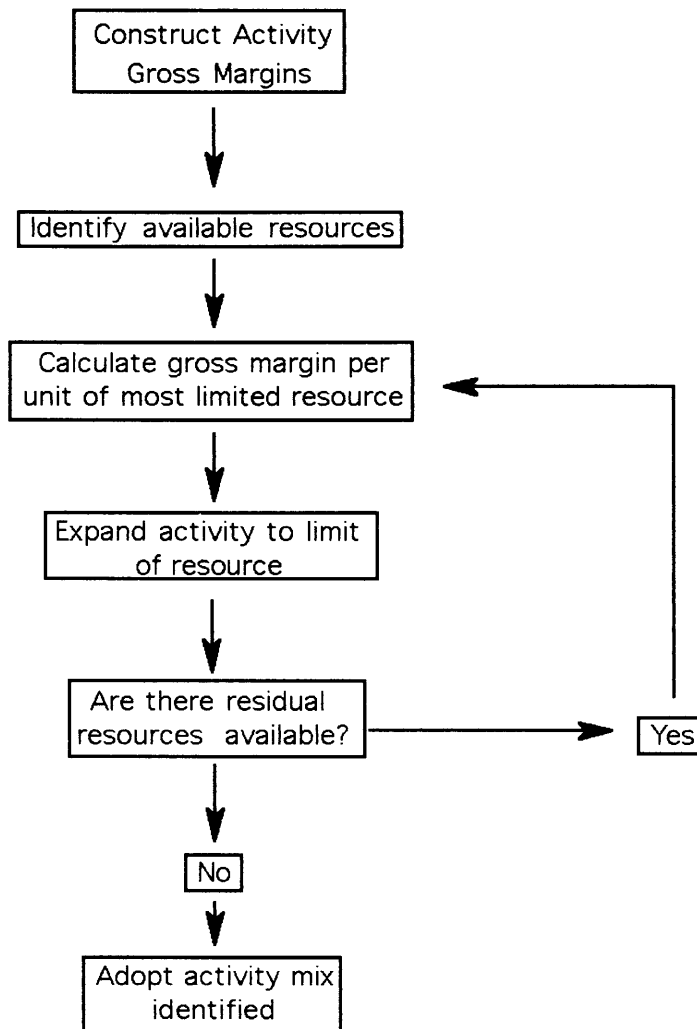 Construct Activity
Gross Margins
Identify available resources
Calculate gross margin per
unit of most limited resource
Expand activity to limit
of resource
Are there residual
resources available?
Yes
No
Adopt activity mix
identified